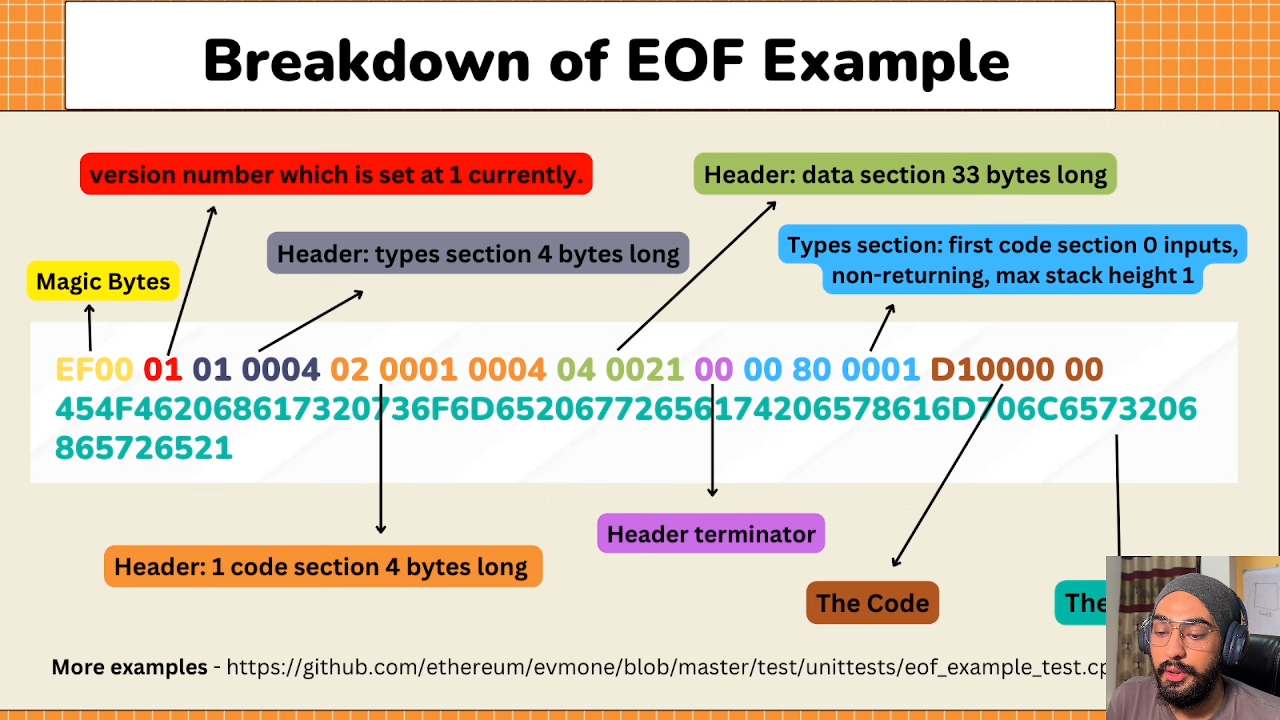 Breakdown of EOF Example
version number which is set at 1 currently.
Header: data section 33 bytes long
Header: types section 4 bytes long
Types section: first code section 0 inputs,
non-returning, max stack height 1
Magic Bytes
EF00 01 01 0004 02 0001 0004 04 0021 00 00 80 0001 D10000 00
454F462068617320736F6D65206772656174206578616D706C6573206
865726521
Header terminator
Header: 1 code section 4 bytes long
The Code
The
More examples - https://github.com/ethereum/evmone/blob/master/test/unittests/eof_example_test.cp